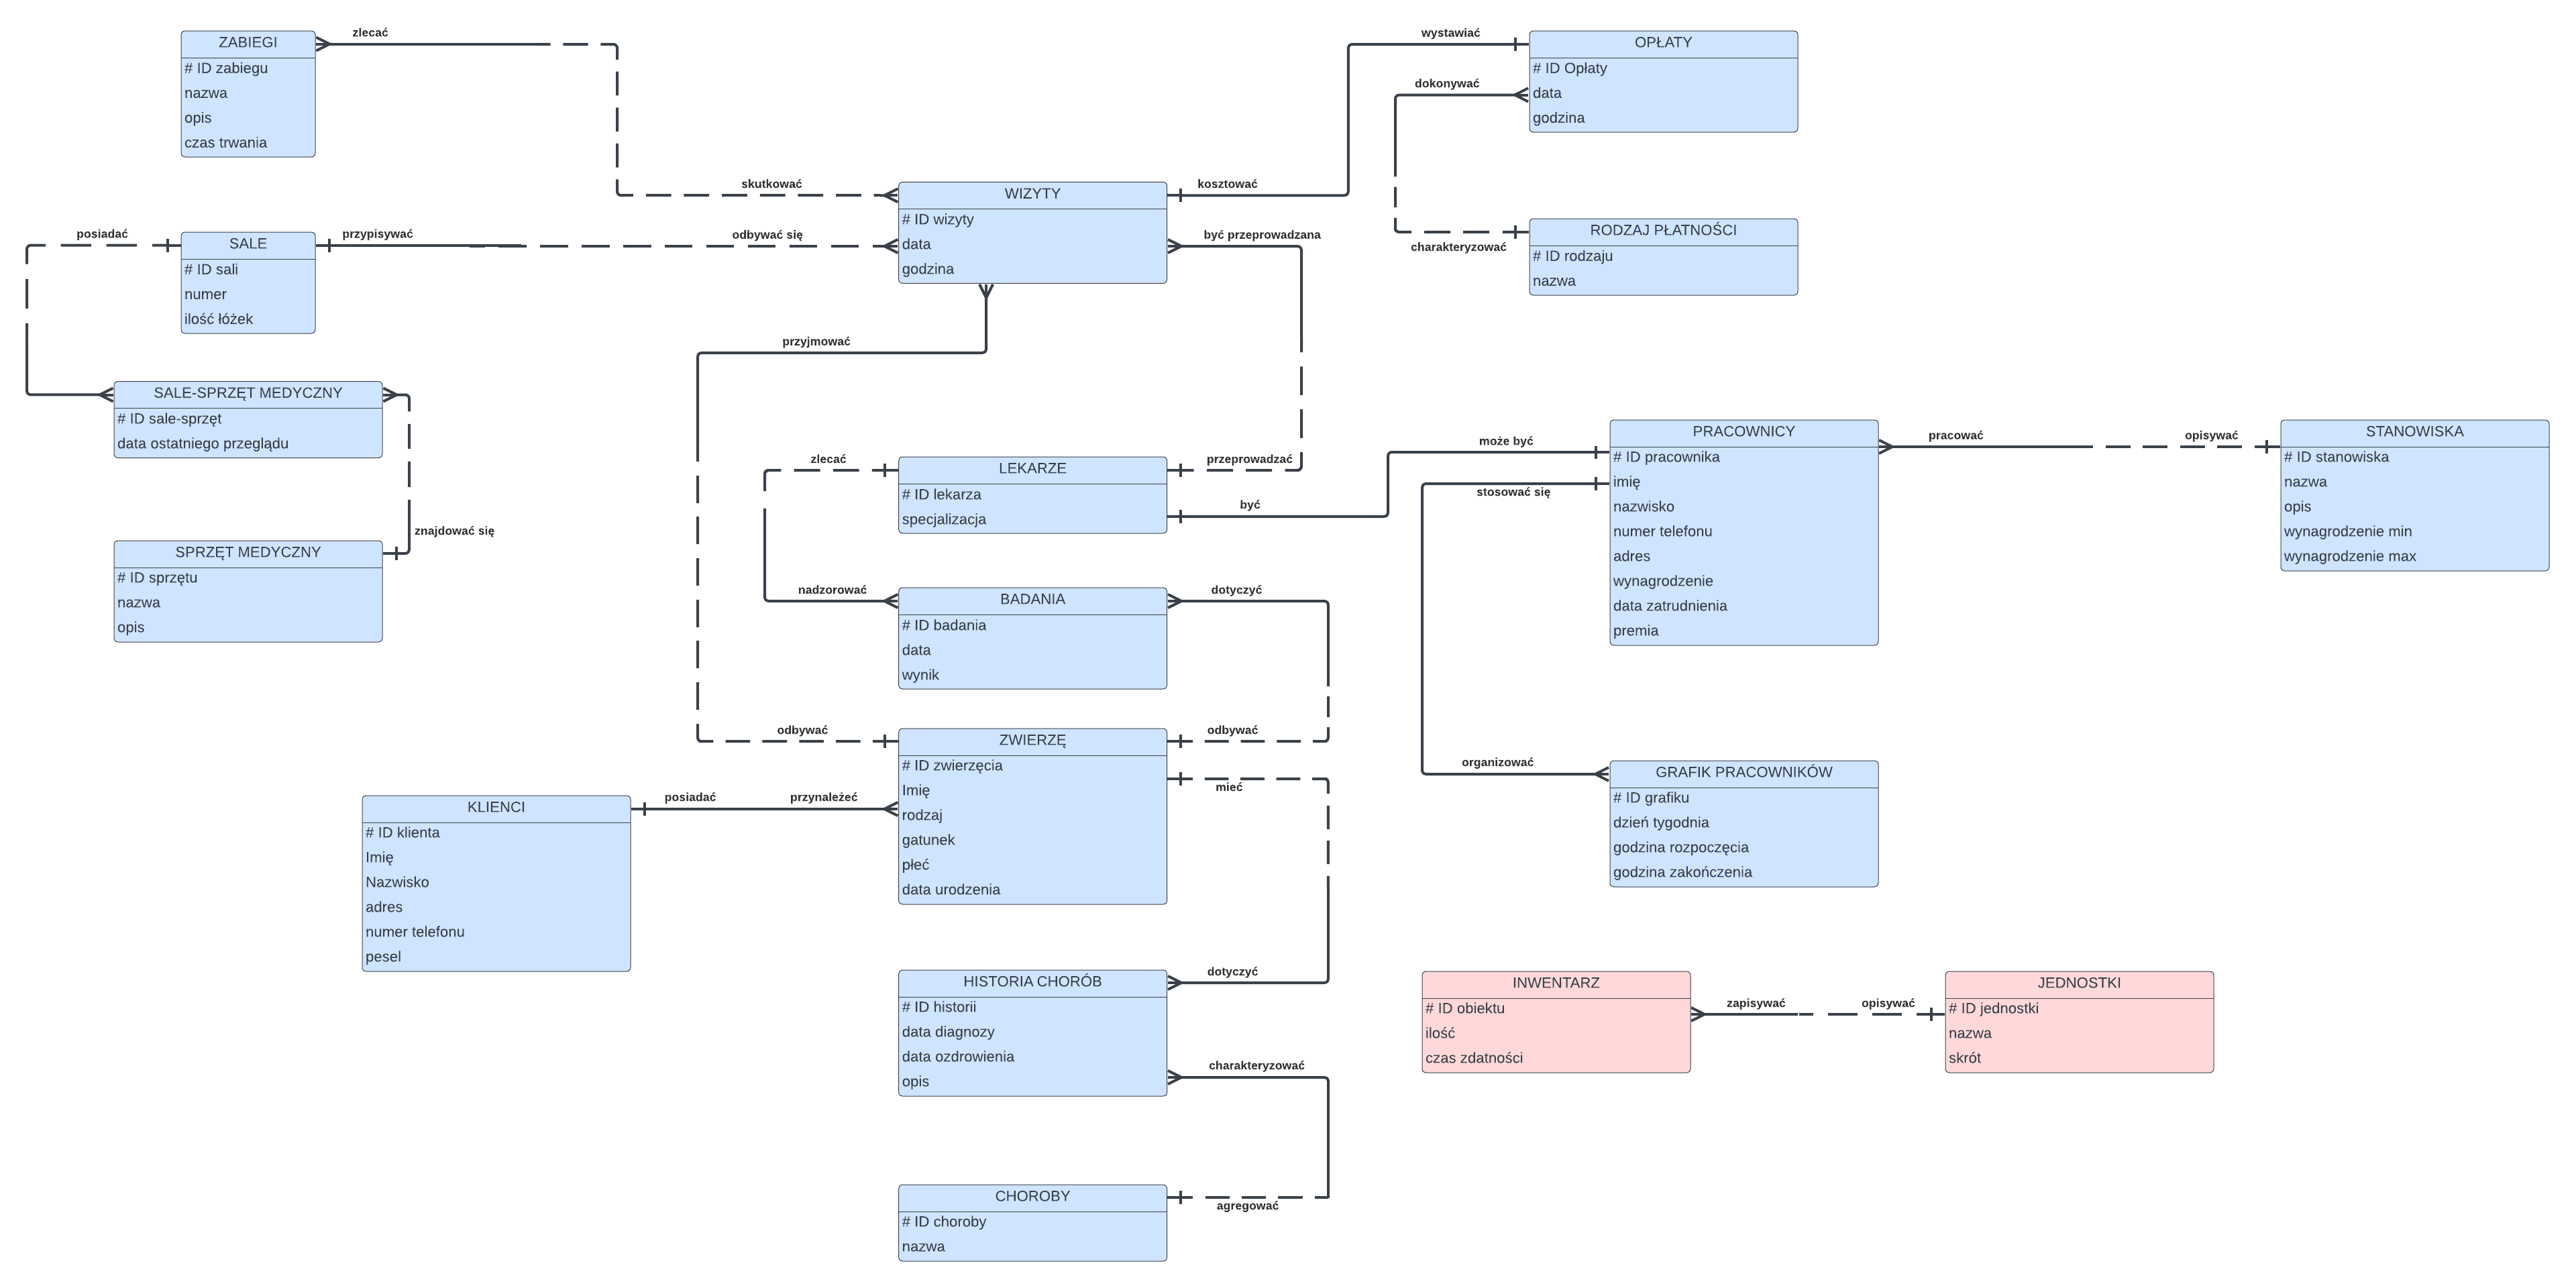 zlecać
ZABIEGI
# ID zabiegu
nazwa
opis
czas trwania
skutkować
posiadać
SALE
# ID sali
numer
ilość łóżek
przypisywać
odbywać się
WIZYTY
# ID wizyty
data
godzina
kosztować
wystawiać
OPŁATY
# ID Opłaty
data
godzina
dokonywać
charakteryzować
RODZAJ PŁATNOŚCI
# ID rodzaju
nazwa
być przeprowadzana
przyjmować
SALE-SPRZĘT MEDYCZNY
# ID sale-sprzęt
data ostatniego przeglądu
znajdować się
SPRZĘT MEDYCZNY
# ID sprzętu
nazwa
opis
zlecać
LEKARZE
# ID lekarza
specjalizacja
przeprowadzać
być
może być
stosować się
PRACOWNICY
# ID pracownika
imię
nazwisko
numer telefonu
adres
wynagrodzenie
data zatrudnienia
premia
pracować
opisywać
STANOWISKA
# ID stanowiska
nazwa
opis
wynagrodzenie min
wynagrodzenie max
nadzorować
BADANIA
# ID badania
data
wynik
dotyczyć
odbywać
ZWIERZĘ
# ID zwierzęcia
Imię
rodzaj
gatunek
płeć
data urodzenia
odbywać
mieć
organizować
GRAFIK PRACOWNIKÓW
# ID grafiku
dzień tygodnia
godzina rozpoczęcia
godzina zakończenia
KLIENCI
# ID klienta
Imię
Nazwisko
adres
numer telefonu
pesel
posiadać
przynależeć
HISTORIA CHORÓB
# ID historii
data diagnozy
data ozdrowienia
opis
dotyczyć
charakteryzować
INWENTARZ
# ID obiektu
ilość
czas zdatności
zapisywać
opisywać
JEDNOSTKI
# ID jednostki
nazwa
skrót
CHOROBY
# ID choroby
nazwa
agregować